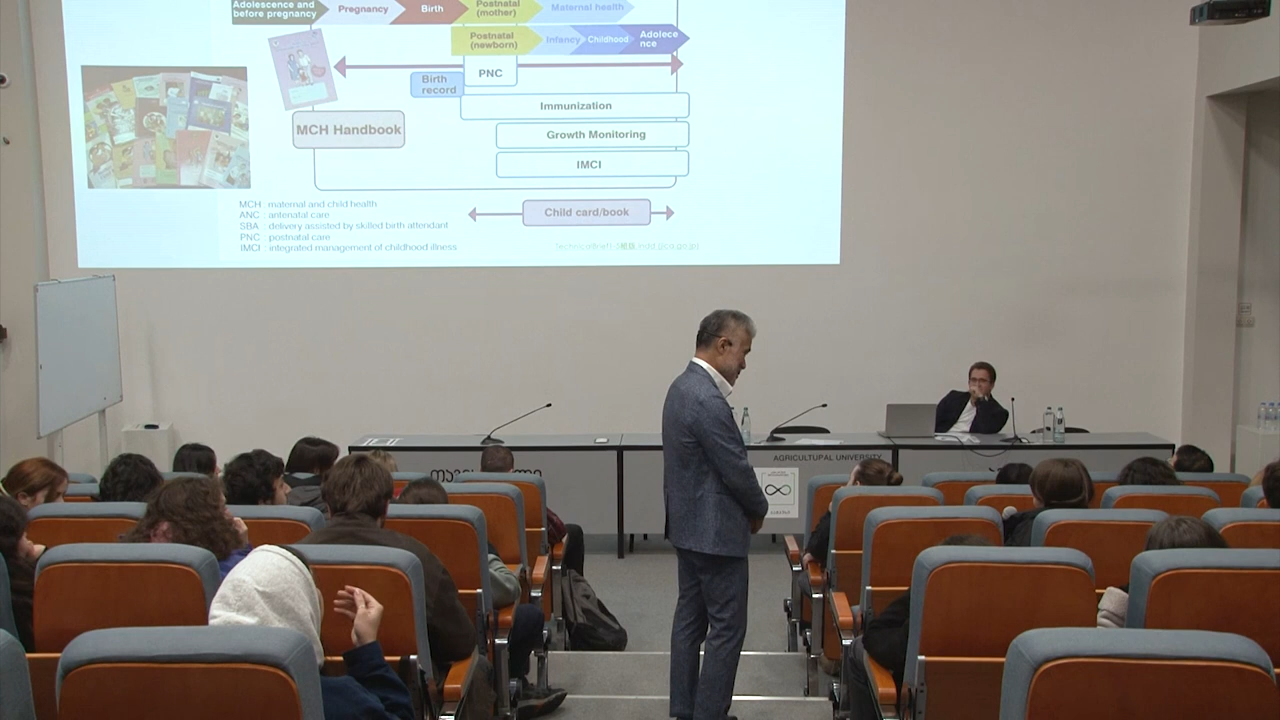 Adolescence and
before pregnancy
Pregnancy
Birth
Postnatal
(mother)
Maternal health
Postnatal
(newborn)
Infancy
Childhood
Adolece
nce
PNC
Birth
record
Immunization
MCH Handbook
Growth Monitoring
IMCI
MCH : maternal and child health
ANC : antenatal care
SBA : delivery assisted by skilled birth attendant
PNC : postnatal care
IMCI : integrated management of childhood illness
Child card/book
AGRICULTURAL UNIVERSITY